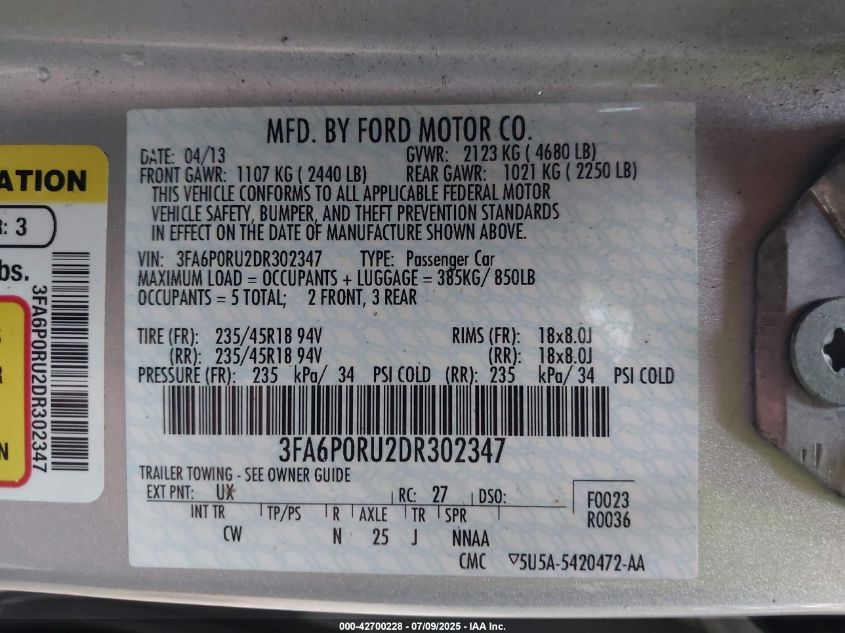 ATION
R: 3
bs.
3FA6P0RU2DR302347
R
N
MFD. BY FORD MOTOR CO.
DATE: 04/13 GVWR: 2123 KG ( 4680 LB)
FRONT GAWR: 1107 KG ( 2440 LB) REAR GAWR: 1021 KG ( 2250 LB)
THIS VEHICLE CONFORMS TO ALL APPLICABLE FEDERAL MOTOR
VEHICLE SAFETY, BUMPER, AND THEFT PREVENTION STANDARDS
IN EFFECT ON THE DATE OF MANUFACTURE SHOWN ABOVE.
VIN: 3FA6P0RU2DR302347 TYPE: Passenger Car
MAXIMUM LOAD = OCCUPANTS + LUGGAGE = 385KG/ 850LB
OCCUPANTS = 5 TOTAL; 2 FRONT, 3 REAR
TIRE (FR): 235/45R18 94V RIMS (FR): 18x8.0J
(RR): 235/45R18 94V (RR): 18x8.0J
PRESSURE (FR): 235 kPa/ 34 PSI COLD (RR): 235 kPa/ 34 PSI COLD
3FA6P0RU2DR302347
TRAILER TOWING - SEE OWNER GUIDE
EXT PNT: UX RC: 27 DSO: F0023
INT TR TP/PS R AXLE TR SPR R0036
CW N 25 J NNAA
CMC ▽5U5A-5420472-AA
000-42700228 - 07/09/2025 - IAA Inc.